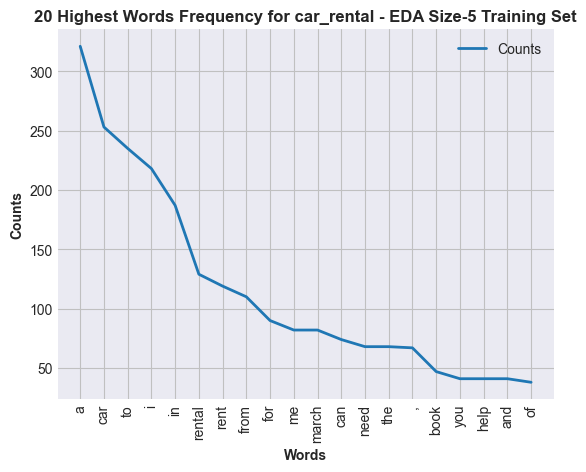 20 Highest Words Frequency for car_rental - EDA Size-5 Training Set
Counts
300
250
200
150
100
50
Counts
a
car
to
i
in
rental
rent
from
for
me
march
can
need
the
,
book
you
help
and
of
Words